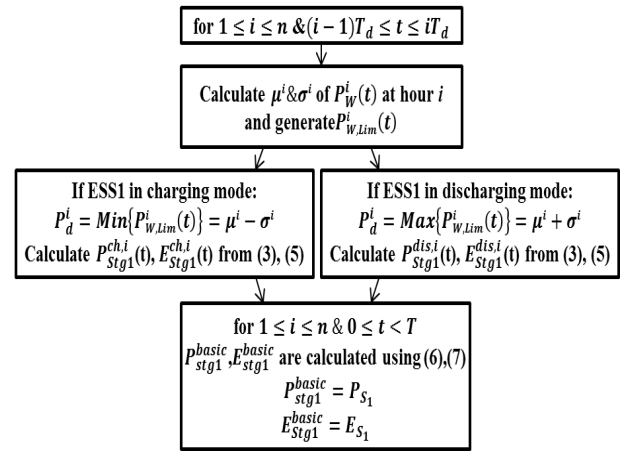 for 1 ≤ i ≤ n &(i − 1)T_d ≤ t ≤ iT_d
Calculate μ^i&σ^i of P_W^i(t) at hour i
and generateP_{W,Lim}^i(t)
If ESS1 in charging mode:
P_d^i = Min{P_{W,Lim}^i(t)} = μ^i − σ^i
Calculate P_{Stg1}^{ch,i}(t), E_{Stg1}^{ch,i}(t) from (3), (5)
If ESS1 in discharging mode:
P_d^i = Max{P_{W,Lim}^i(t)} = μ^i + σ^i
Calculate P_{Stg1}^{dis,i}(t), E_{Stg1}^{dis,i}(t) from (3), (5)
for 1 ≤ i ≤ n & 0 ≤ t < T
P_{stg1}^{basic},E_{stg1}^{basic} are calculated using (6),(7)
P_{stg1}^{basic} = P_{S_1}
E_{Stg1}^{basic} = E_{S_1}